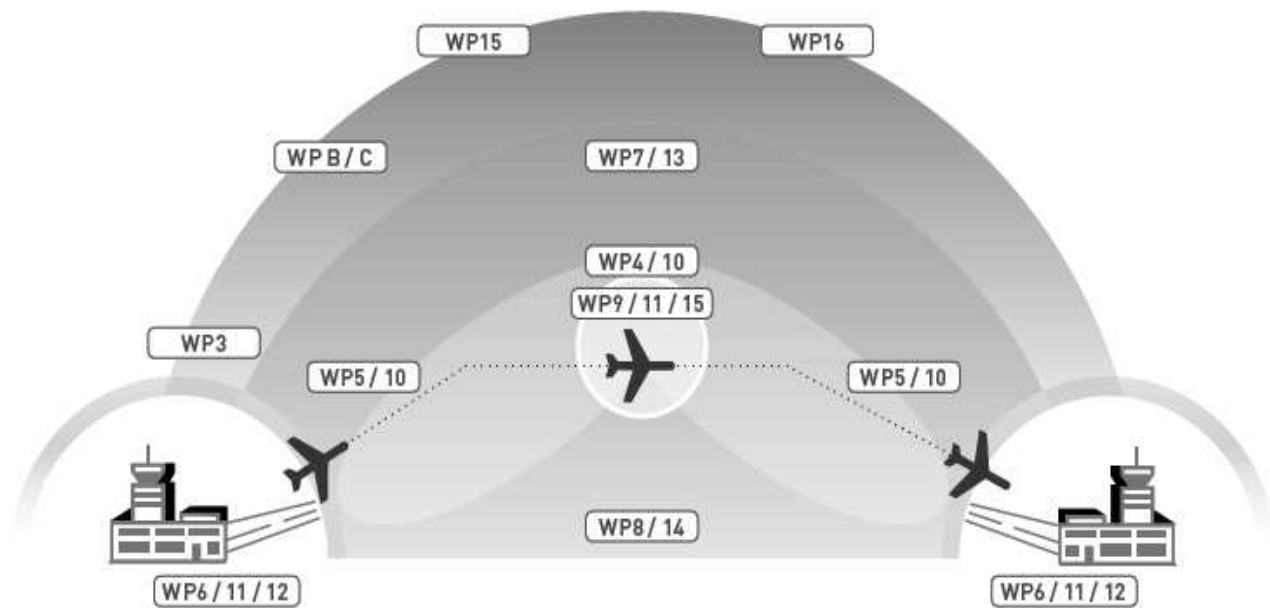 WP15
WP16
WP B / C
WP7 / 13
WP4 / 10
WP9 / 11 / 15
WP3
WP5 / 10
WP5 / 10
WP8 / 14
WP6 / 11 / 12
WP6 / 11 / 12